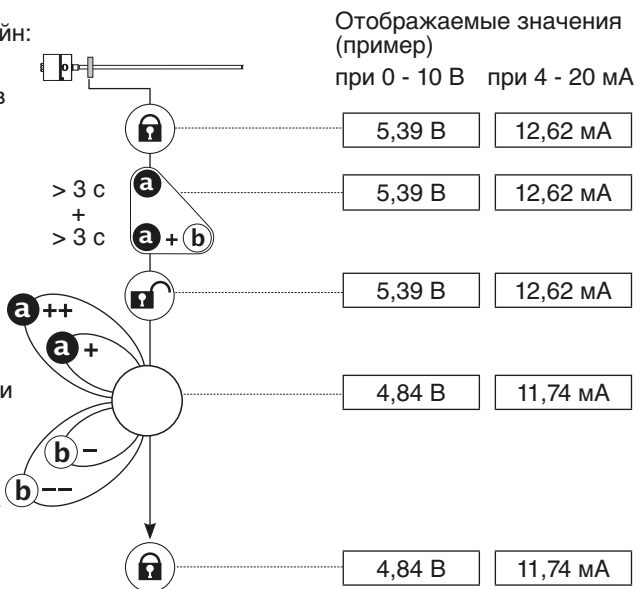 йн:
Отображаемые значения
(пример)
при 0 - 10 В при 4 - 20 мА
в
5,39 В 12,62 мА
> 3 с a 5,39 В 12,62 мА
+
> 3 с a + b
5,39 В 12,62 мА
a ++
a +
и
4,84 В 11,74 мА
b –
b ––
4,84 В 11,74 мА